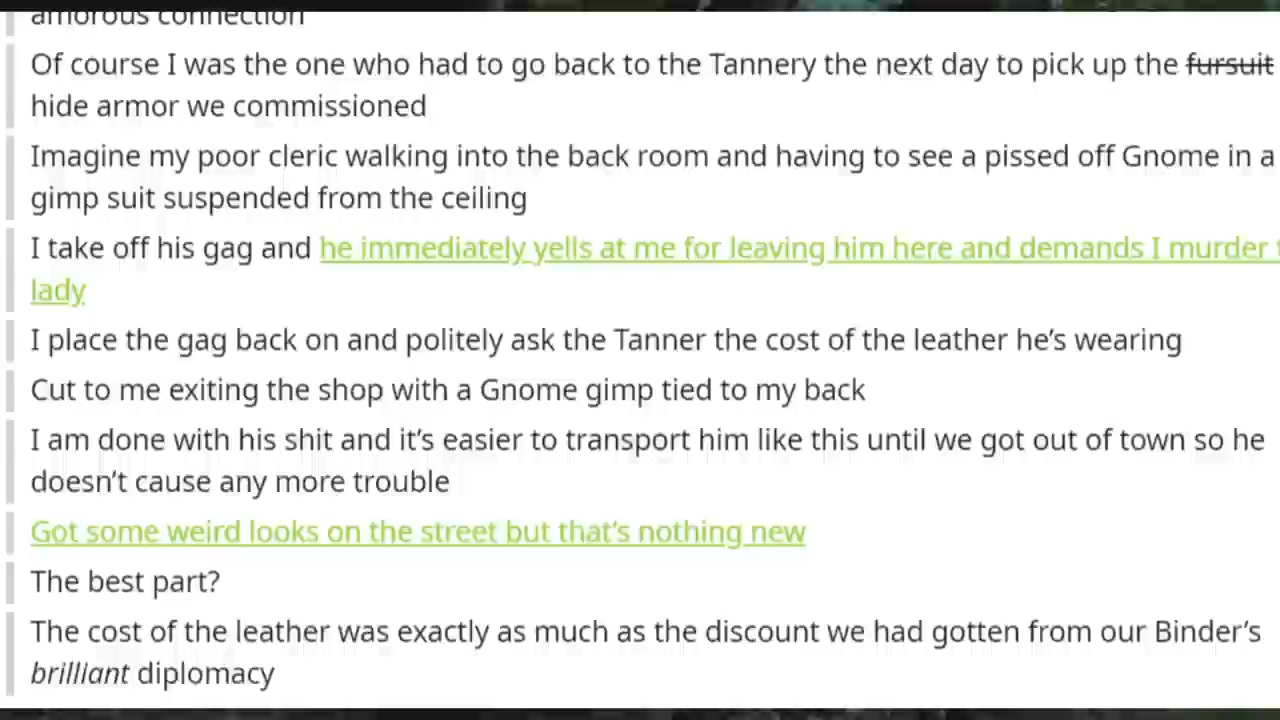 amorous connection
Of course I was the one who had to go back to the Tannery the next day to pick up the fursuit
hide armor we commissioned
Imagine my poor cleric walking into the back room and having to see a pissed off Gnome in a
gimp suit suspended from the ceiling
I take off his gag and he immediately yells at me for leaving him here and demands I murder
lady
I place the gag back on and politely ask the Tanner the cost of the leather he's wearing
Cut to me exiting the shop with a Gnome gimp tied to my back
I am done with his shit and it's easier to transport him like this until we got out of town so he
doesn't cause any more trouble
Got some weird looks on the street but that's nothing new
The best part?
The cost of the leather was exactly as much as the discount we had gotten from our Binder's
brilliant diplomacy